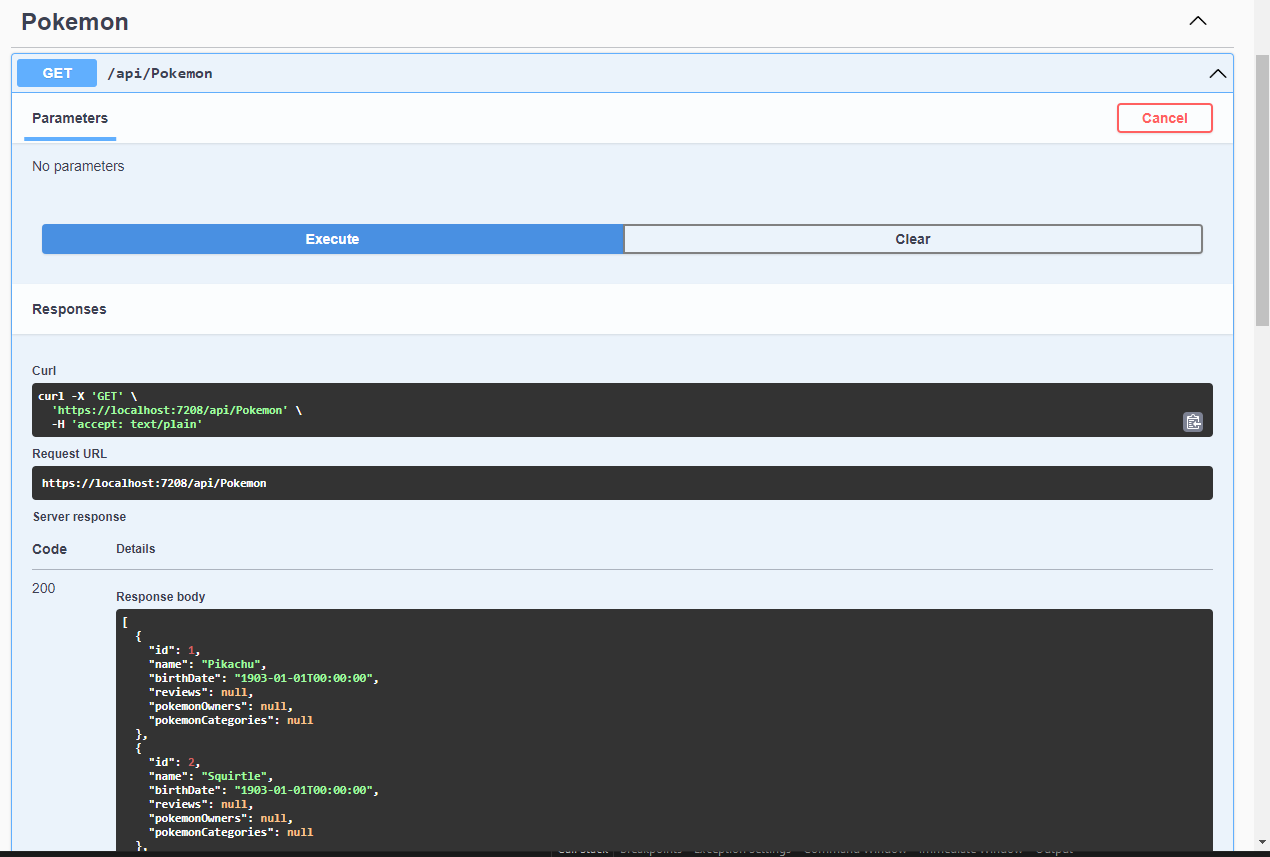 Pokemon
GET /api/Pokemon
Parameters
Cancel
No parameters
Execute
Clear
Responses
Curl
curl -X 'GET' \
  'https://localhost:7208/api/Pokemon' \
  -H 'accept: text/plain'
Request URL
https://localhost:7208/api/Pokemon
Server response
Code Details
200
Response body
[
  {
    "id": 1,
    "name": "Pikachu",
    "birthDate": "1903-01-01T00:00:00",
    "reviews": null,
    "pokemonOwners": null,
    "pokemonCategories": null
  },
  {
    "id": 2,
    "name": "Squirtle",
    "birthDate": "1903-01-01T00:00:00",
    "reviews": null,
    "pokemonOwners": null,
    "pokemonCategories": null
  },
Call Stack Breakpoints Exception Settings Command Window Immediate Window Output